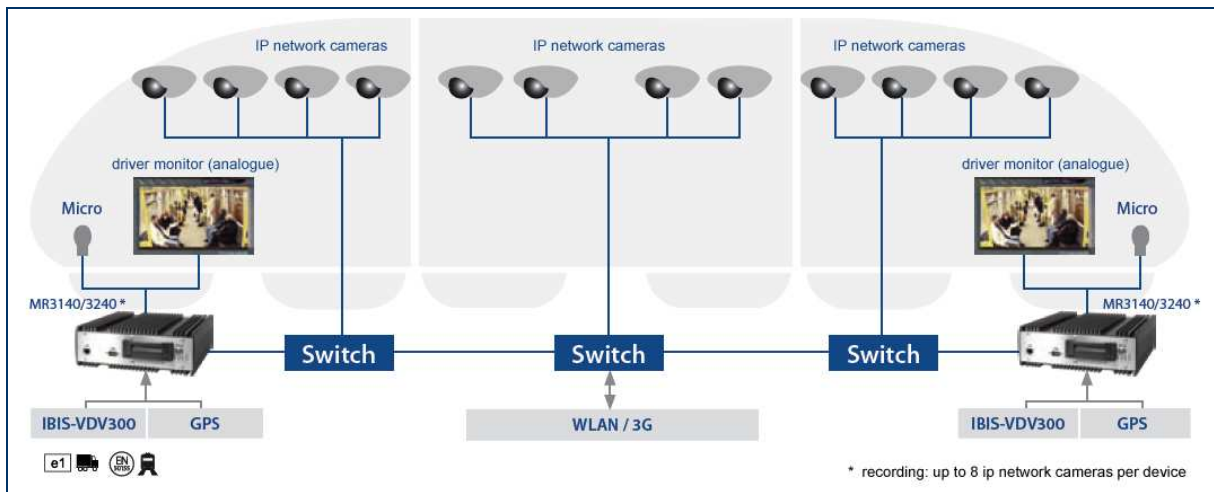 IP network cameras
IP network cameras
IP network cameras
driver monitor (analogue)
driver monitor (analogue)
Micro
Micro
MR3140/3240 *
MR3140/3240 *
Switch
Switch
Switch
IBIS-VDV300
GPS
WLAN / 3G
IBIS-VDV300
GPS
e1
EN
50155
* recording: up to 8 ip network cameras per device